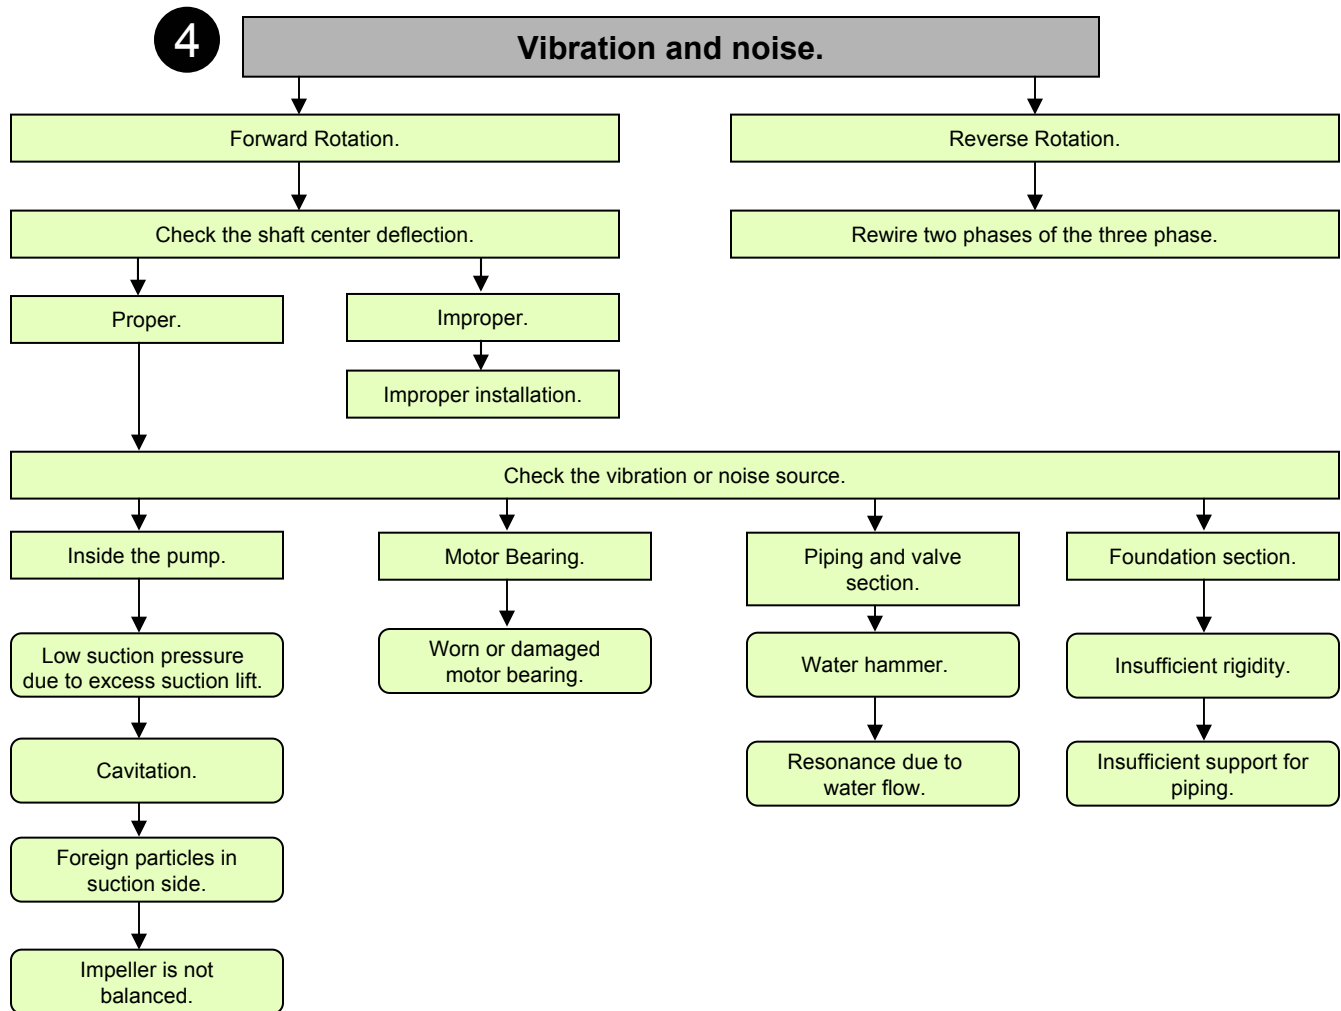 4
Vibration and noise.
Forward Rotation.
Reverse Rotation.
Check the shaft center deflection.
Rewire two phases of the three phase.
Proper.
Improper.
Improper installation.
Check the vibration or noise source.
Inside the pump.
Motor Bearing.
Piping and valve
section.
Foundation section.
Low suction pressure
due to excess suction lift.
Worn or damaged
motor bearing.
Water hammer.
Insufficient rigidity.
Cavitation.
Resonance due to
water flow.
Insufficient support for
piping.
Foreign particles in
suction side.
Impeller is not
balanced.